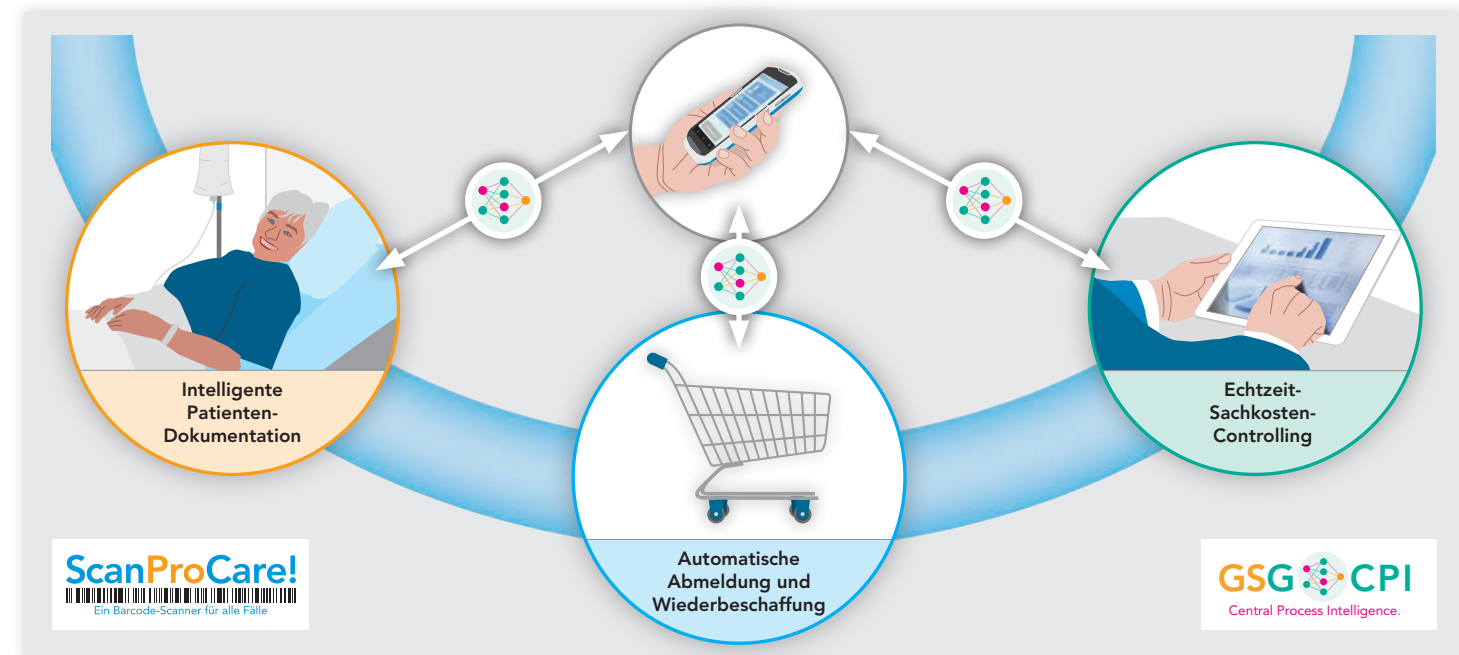 Intelligente
Patienten-
Dokumentation
Automatische
Abmeldung und
Wiederbeschaffung
Echtzeit-
Sachkosten-
Controlling
ScanProCare!
Ein Barcode-Scanner für alle Fälle
GSG CPI
Central Process Intelligence.